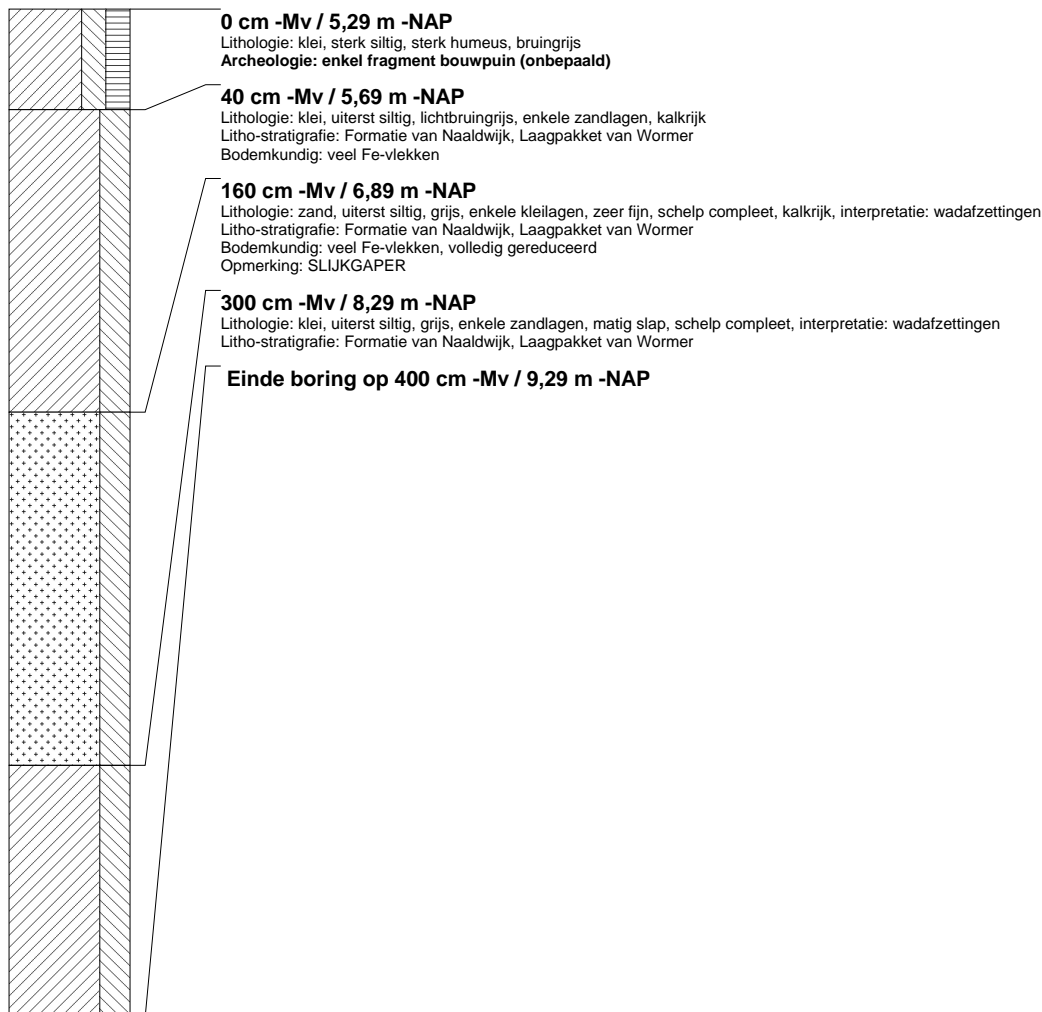 0 cm -Mv / 5,29 m -NAP
Lithologie: klei, sterk siltig, sterk humeus, bruingrijs
Archeologie: enkel fragment bouwpuin (onbepaald)
40 cm -Mv / 5,69 m -NAP
Lithologie: klei, uiterst siltig, lichtbruingrijs, enkele zandlagen, kalkrijk
Litho-stratigrafie: Formatie van Naaldwijk, Laagpakket van Wormer
Bodemkundig: veel Fe-vlekken
160 cm -Mv / 6,89 m -NAP
Lithologie: zand, uiterst siltig, grijs, enkele kleilagen, zeer fijn, schelp compleet, kalkrijk, interpretatie: wadafzettingen
Litho-stratigrafie: Formatie van Naaldwijk, Laagpakket van Wormer
Bodemkundig: veel Fe-vlekken, volledig gereduceerd
Opmerking: SLIJKGAPER
300 cm -Mv / 8,29 m -NAP
Lithologie: klei, uiterst siltig, grijs, enkele zandlagen, matig slap, schelp compleet, interpretatie: wadafzettingen
Litho-stratigrafie: Formatie van Naaldwijk, Laagpakket van Wormer
Einde boring op 400 cm -Mv / 9,29 m -NAP